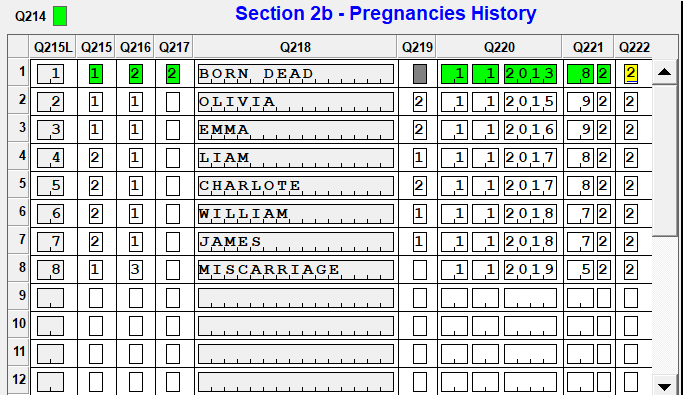 Q214 Section 2b - Pregnancies History
Q215L Q215 Q216 Q217 Q218 Q219 Q220 Q221 Q222
1 1 1 2 2 BORN DEAD 1 1 2013 8 2 2
2 2 1 1 OLIVIA 2 1 1 2015 9 2 2
3 3 1 1 EMMA 2 1 1 2016 9 2 2
4 4 2 1 LIAM 1 1 1 2017 8 2 2
5 5 2 1 CHARLOTE 2 1 1 2017 8 2 2
6 6 2 1 WILLIAM 1 1 1 2018 7 2 2
7 7 2 1 JAMES 1 1 1 2018 7 2 2
8 8 1 3 MISCARRIAGE 1 1 2019 5 2 2
9
10
11
12